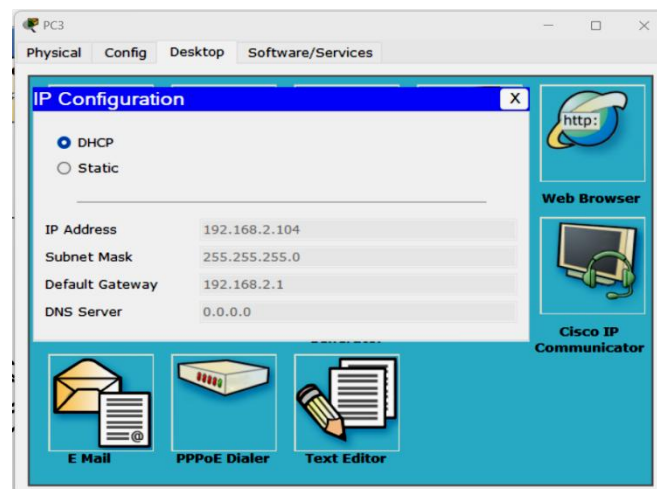 PC3
Physical Config Desktop Software/Services
IP Configuration X
DHCP
Static
IP Address 192.168.2.104
Subnet Mask 255.255.255.0
Default Gateway 192.168.2.1
DNS Server 0.0.0.0
http:
Web Browser
Cisco IP
Communicator
E Mail
PPPoE Dialer
Text Editor